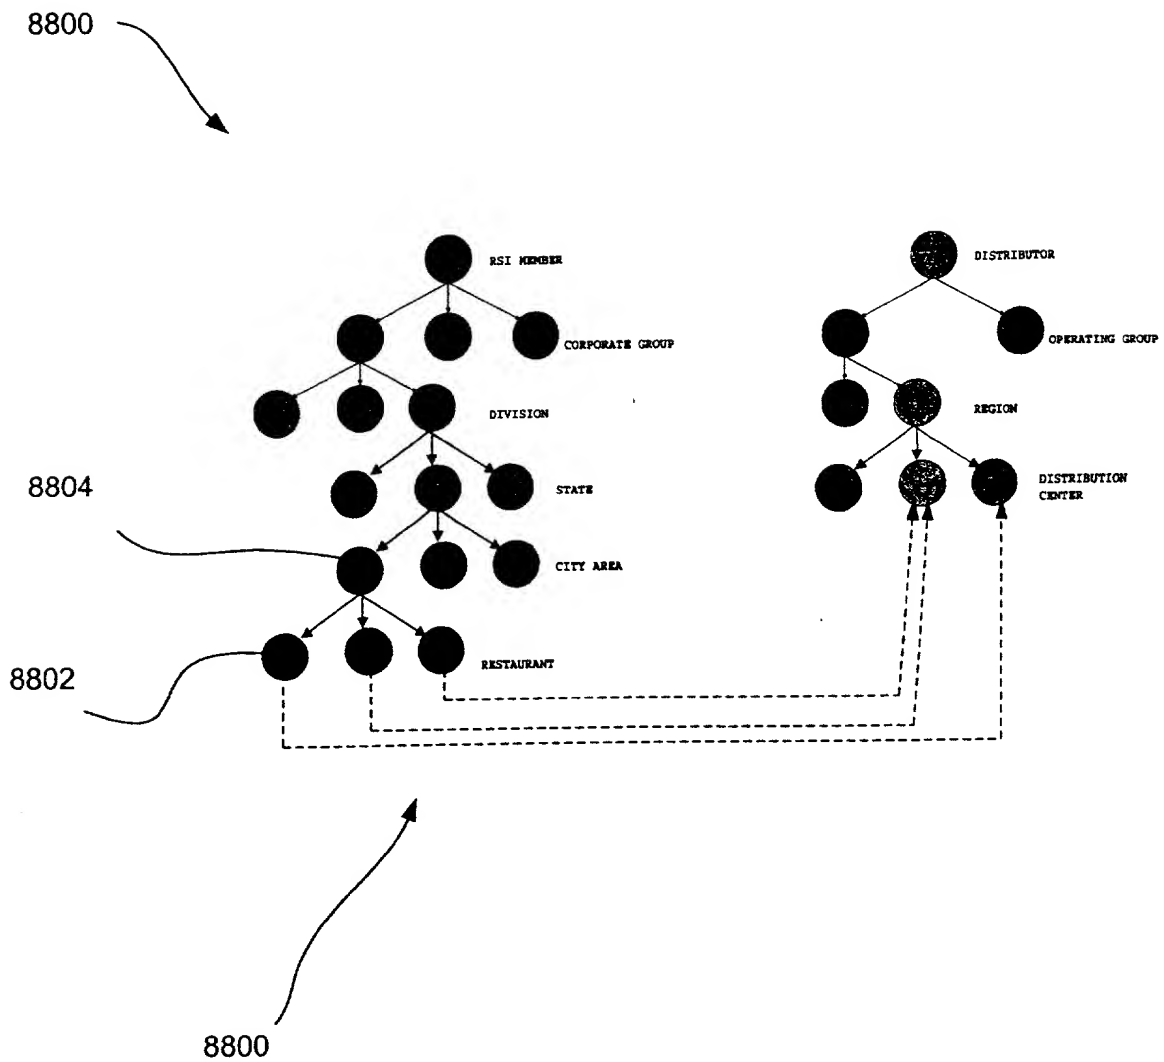 8800
RSI MEMBER
DISTRIBUTOR
CORPORATE GROUP
OPERATING GROUP
DIVISION
REGION
8804
STATE
DISTRIBUTION
CENTER
CITY AREA
8802
RESTAURANT
8800